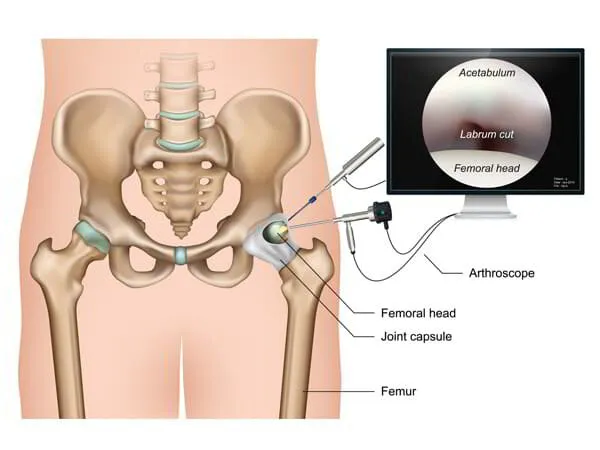 Acetabulum
Labrum cut
Femoral head
Arthroscope
Femoral head
Joint capsule
Femur